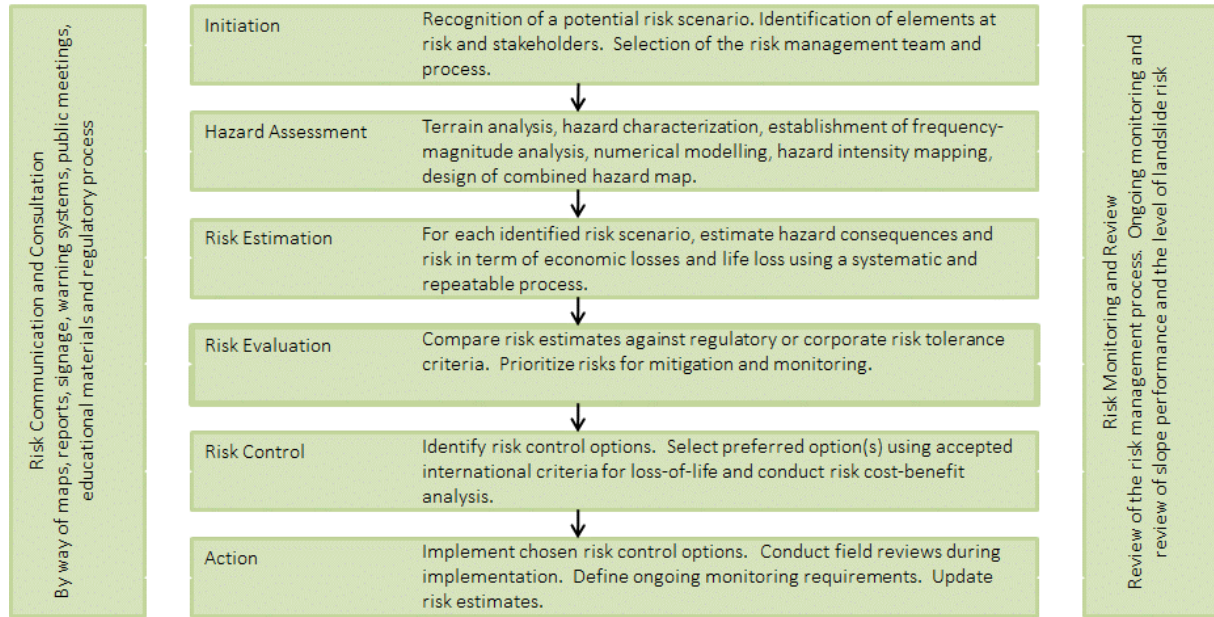 Risk Communication and Consultation
By way of maps, reports, signage, warning systems, public meetings,
educational materials and regulatory process
Initiation
Recognition of a potential risk scenario. Identification of elements at
risk and stakeholders. Selection of the risk management team and
process.
Hazard Assessment
Terrain analysis, hazard characterization, establishment of frequency-
magnitude analysis, numerical modelling, hazard intensity mapping,
design of combined hazard map.
Risk Estimation
For each identified risk scenario, estimate hazard consequences and
risk in term of economic losses and life loss using a systematic and
repeatable process.
Risk Evaluation
Compare risk estimates against regulatory or corporate risk tolerance
criteria. Prioritize risks for mitigation and monitoring.
Risk Control
Identify risk control options. Select preferred option(s) using accepted
international criteria for loss-of-life and conduct risk cost-benefit
analysis.
Action
Implement chosen risk control options. Conduct field reviews during
implementation. Define ongoing monitoring requirements. Update
risk estimates.
Risk Monitoring and Review
Review of the risk management process. Ongoing monitoring and
review of slope performance and the level of landslide risk